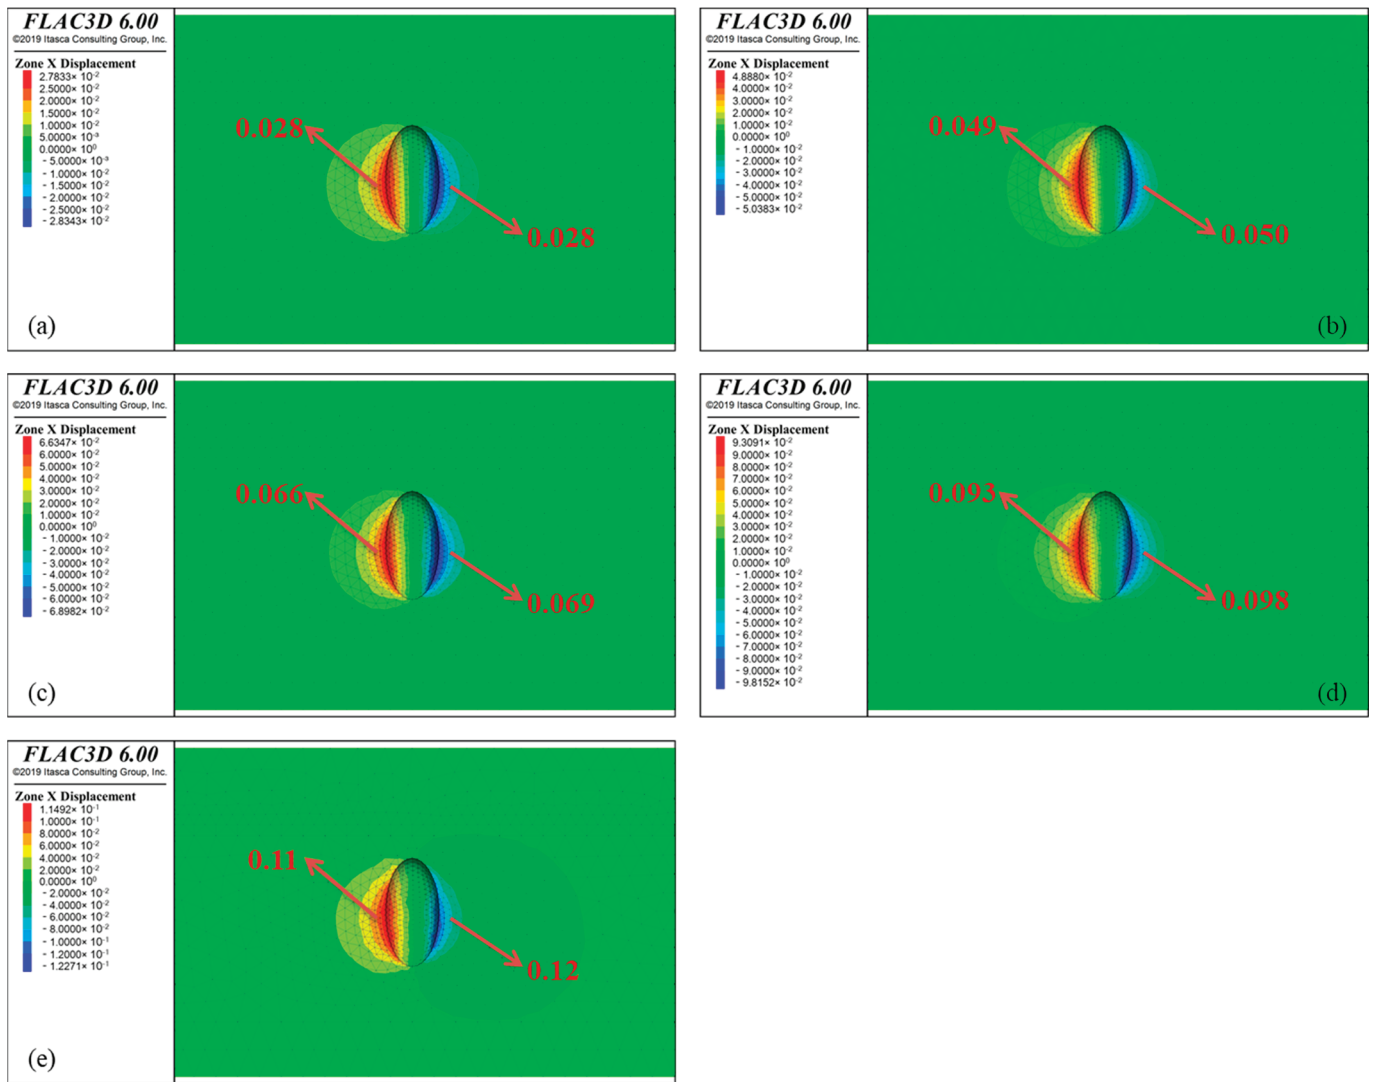 FLAC3D 6.00
©2019 Itasca Consulting Group, Inc.
Zone X Displacement
2.7833× 10⁻²
2.5000× 10⁻²
2.0000× 10⁻²
1.5000× 10⁻²
1.0000× 10⁻²
5.0000× 10⁻³
0.0000× 10⁰
- 5.0000× 10⁻³
- 1.0000× 10⁻²
- 1.5000× 10⁻²
- 2.0000× 10⁻²
- 2.5000× 10⁻²
- 2.8343× 10⁻²
0.028
0.028
(a)
FLAC3D 6.00
©2019 Itasca Consulting Group, Inc.
Zone X Displacement
4.8880× 10⁻²
4.0000× 10⁻²
3.0000× 10⁻²
2.0000× 10⁻²
1.0000× 10⁻²
0.0000× 10⁰
- 1.0000× 10⁻²
- 2.0000× 10⁻²
- 3.0000× 10⁻²
- 4.0000× 10⁻²
- 5.0000× 10⁻²
- 5.0383× 10⁻²
0.049
0.050
(b)
FLAC3D 6.00
©2019 Itasca Consulting Group, Inc.
Zone X Displacement
6.6347× 10⁻²
6.0000× 10⁻²
5.0000× 10⁻²
4.0000× 10⁻²
3.0000× 10⁻²
2.0000× 10⁻²
1.0000× 10⁻²
0.0000× 10⁰
- 1.0000× 10⁻²
- 2.0000× 10⁻²
- 3.0000× 10⁻²
- 4.0000× 10⁻²
- 5.0000× 10⁻²
- 6.0000× 10⁻²
- 6.8982× 10⁻²
0.066
0.069
(c)
FLAC3D 6.00
©2019 Itasca Consulting Group, Inc.
Zone X Displacement
9.3091× 10⁻²
9.0000× 10⁻²
8.0000× 10⁻²
7.0000× 10⁻²
6.0000× 10⁻²
5.0000× 10⁻²
4.0000× 10⁻²
3.0000× 10⁻²
2.0000× 10⁻²
1.0000× 10⁻²
0.0000× 10⁰
- 1.0000× 10⁻²
- 2.0000× 10⁻²
- 3.0000× 10⁻²
- 4.0000× 10⁻²
- 5.0000× 10⁻²
- 6.0000× 10⁻²
- 7.0000× 10⁻²
- 8.0000× 10⁻²
- 9.0000× 10⁻²
- 9.8152× 10⁻²
0.093
0.098
(d)
FLAC3D 6.00
©2019 Itasca Consulting Group, Inc.
Zone X Displacement
1.1492× 10⁻¹
1.0000× 10⁻¹
8.0000× 10⁻²
6.0000× 10⁻²
4.0000× 10⁻²
2.0000× 10⁻²
0.0000× 10⁰
- 2.0000× 10⁻²
- 4.0000× 10⁻²
- 6.0000× 10⁻²
- 8.0000× 10⁻²
- 1.0000× 10⁻¹
- 1.2000× 10⁻¹
- 1.2271× 10⁻¹
0.11
0.12
(e)